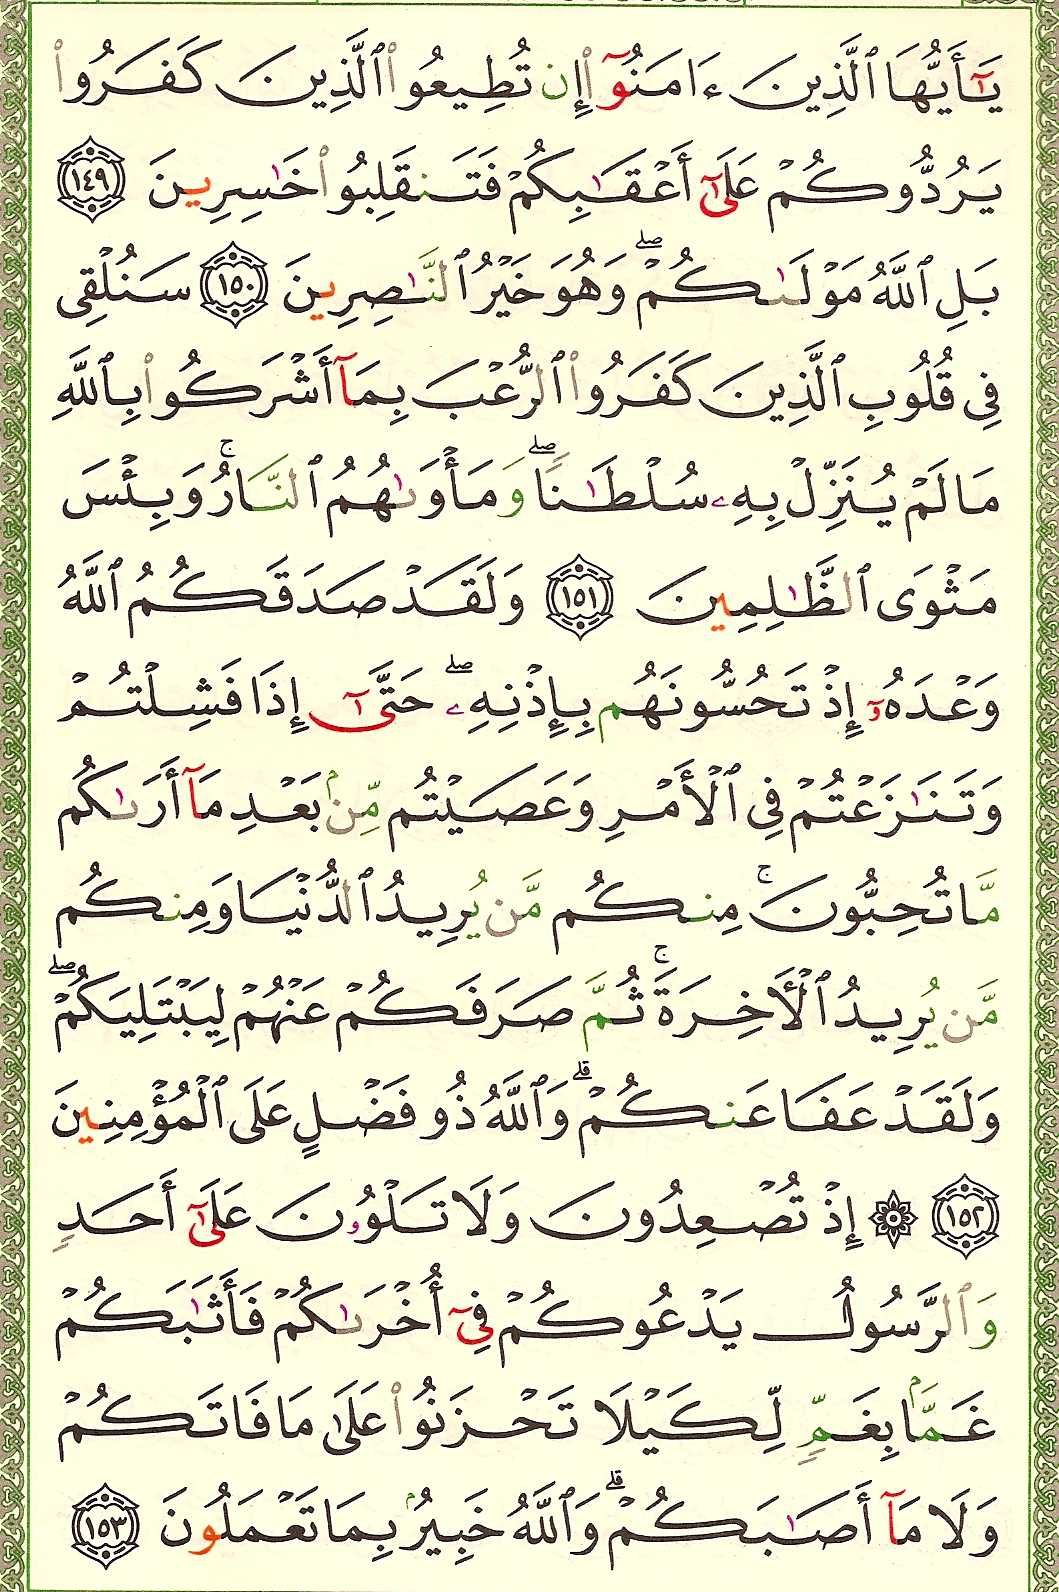 يَٰٓأَيُّهَا ٱلَّذِينَ ءَامَنُوٓا۟ إِن تُطِيعُوا۟ ٱلَّذِينَ كَفَرُوا۟
يَرُدُّوكُمْ عَلَىٰٓ أَعْقَٰبِكُمْ فَتَنقَلِبُوا۟ خَٰسِرِينَ ١٤٩
بَلِ ٱللَّهُ مَوْلَىٰكُمْ ۖ وَهُوَ خَيْرُ ٱلنَّٰصِرِينَ ١٥٠ سَنُلْقِى
فِى قُلُوبِ ٱلَّذِينَ كَفَرُوا۟ ٱلرُّعْبَ بِمَآ أَشْرَكُوا۟ بِٱللَّهِ
مَا لَمْ يُنَزِّلْ بِهِۦ سُلْطَٰنًا ۖ وَمَأْوَىٰهُمُ ٱلنَّارُ ۚ وَبِئْسَ
مَثْوَى ٱلظَّٰلِمِينَ ١٥١ وَلَقَدْ صَدَقَكُمُ ٱللَّهُ
وَعْدَهُۥٓ إِذْ تَحُسُّونَهُم بِإِذْنِهِۦ ۖ حَتَّىٰٓ إِذَا فَشِلْتُمْ
وَتَنَٰزَعْتُمْ فِى ٱلْأَمْرِ وَعَصَيْتُم مِّنۢ بَعْدِ مَآ أَرَىٰكُم
مَّا تُحِبُّونَ ۚ مِنكُم مَّن يُرِيدُ ٱلدُّنْيَا وَمِنكُم
مَّن يُرِيدُ ٱلْءَاخِرَةَ ۚ ثُمَّ صَرَفَكُمْ عَنْهُمْ لِيَبْتَلِيَكُمْ ۖ
وَلَقَدْ عَفَا عَنكُمْ ۗ وَٱللَّهُ ذُو فَضْلٍ عَلَى ٱلْمُؤْمِنِينَ
١٥٢ ۞ إِذْ تُصْعِدُونَ وَلَا تَلْوُۥنَ عَلَىٰٓ أَحَدٍ
وَٱلرَّسُولُ يَدْعُوكُمْ فِىٓ أُخْرَىٰكُمْ فَأَثَٰبَكُمْ
غَمًّۢا بِغَمٍّ لِّكَيْلَا تَحْزَنُوا۟ عَلَىٰ مَا فَاتَكُمْ
وَلَا مَآ أَصَٰبَكُمْ ۗ وَٱللَّهُ خَبِيرٌۢ بِمَا تَعْمَلُونَ ١٥٣